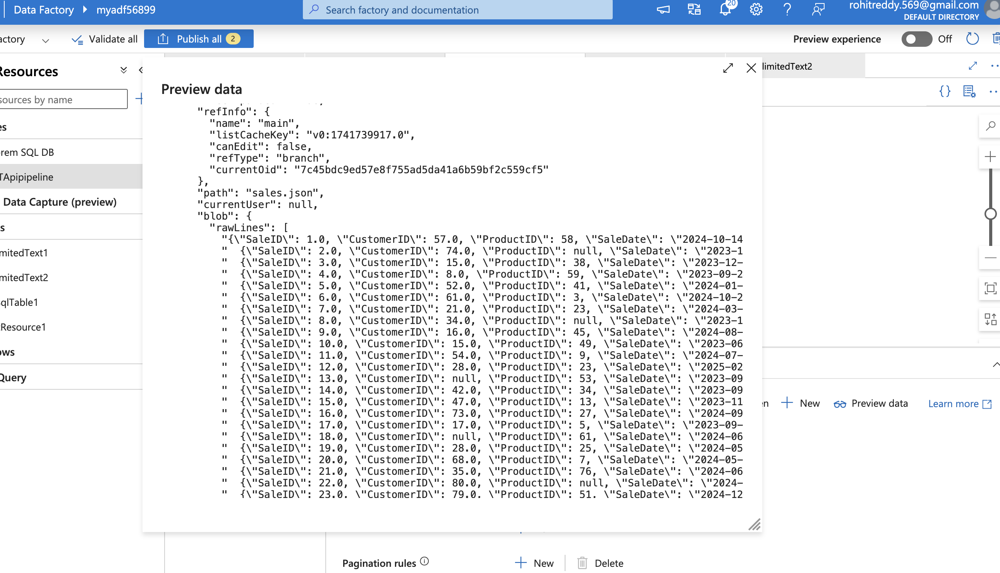 Data Factory
myadf56899
Search factory and documentation
20
rohitreddy.569@gmail.com
DEFAULT DIRECTORY
actory
Validate all
Publish all 2
Preview experience
Off
Resources
sources by name
es
rem SQL DB
TApipipeline
Data Capture (preview)
s
mitedText1
mitedText2
qlTable1
Resource1
ows
Query
limitedText2
Preview data
"refInfo": {
"name": "main",
"listCacheKey": "v0:1741739917.0",
"canEdit": false,
"refType": "branch",
"currentOid": "7c45bdc9ed57e8f755ad5da41a6b59bf2c559cf5"
},
"path": "sales.json",
"currentUser": null,
"blob": {
"rawLines": [
"{\"SaleID\": 1.0, \"CustomerID\": 57.0, \"ProductID\": 58, \"SaleDate\": \"2024-10-14
"  {\"SaleID\": 2.0, \"CustomerID\": 74.0, \"ProductID\": null, \"SaleDate\": \"2023-1
"  {\"SaleID\": 3.0, \"CustomerID\": 15.0, \"ProductID\": 38, \"SaleDate\": \"2023-12-
"  {\"SaleID\": 4.0, \"CustomerID\": 8.0, \"ProductID\": 59, \"SaleDate\": \"2023-09-2
"  {\"SaleID\": 5.0, \"CustomerID\": 52.0, \"ProductID\": 41, \"SaleDate\": \"2024-01-
"  {\"SaleID\": 6.0, \"CustomerID\": 61.0, \"ProductID\": 3, \"SaleDate\": \"2024-10-2
"  {\"SaleID\": 7.0, \"CustomerID\": 21.0, \"ProductID\": 23, \"SaleDate\": \"2024-03-
"  {\"SaleID\": 8.0, \"CustomerID\": 34.0, \"ProductID\": null, \"SaleDate\": \"2023-1
"  {\"SaleID\": 9.0, \"CustomerID\": 16.0, \"ProductID\": 45, \"SaleDate\": \"2024-08-
"  {\"SaleID\": 10.0, \"CustomerID\": 15.0, \"ProductID\": 49, \"SaleDate\": \"2023-06
"  {\"SaleID\": 11.0, \"CustomerID\": 54.0, \"ProductID\": 9, \"SaleDate\": \"2024-07-
"  {\"SaleID\": 12.0, \"CustomerID\": 28.0, \"ProductID\": 23, \"SaleDate\": \"2025-02
"  {\"SaleID\": 13.0, \"CustomerID\": null, \"ProductID\": 53, \"SaleDate\": \"2023-09
"  {\"SaleID\": 14.0, \"CustomerID\": 42.0, \"ProductID\": 34, \"SaleDate\": \"2023-09
"  {\"SaleID\": 15.0, \"CustomerID\": 47.0, \"ProductID\": 13, \"SaleDate\": \"2023-11
"  {\"SaleID\": 16.0, \"CustomerID\": 73.0, \"ProductID\": 27, \"SaleDate\": \"2024-09
"  {\"SaleID\": 17.0, \"CustomerID\": 17.0, \"ProductID\": 5, \"SaleDate\": \"2023-09-
"  {\"SaleID\": 18.0, \"CustomerID\": null, \"ProductID\": 61, \"SaleDate\": \"2024-06
"  {\"SaleID\": 19.0, \"CustomerID\": 28.0, \"ProductID\": 25, \"SaleDate\": \"2024-05
"  {\"SaleID\": 20.0, \"CustomerID\": 68.0, \"ProductID\": 7, \"SaleDate\": \"2024-05-
"  {\"SaleID\": 21.0, \"CustomerID\": 35.0, \"ProductID\": 76, \"SaleDate\": \"2024-06
"  {\"SaleID\": 22.0, \"CustomerID\": 80.0, \"ProductID\": null, \"SaleDate\": \"2024-
"  {\"SaleID\": 23.0, \"CustomerID\": 79.0, \"ProductID\": 51, \"SaleDate\": \"2024-12
en
New
Preview data
Learn more
Pagination rules
New
Delete